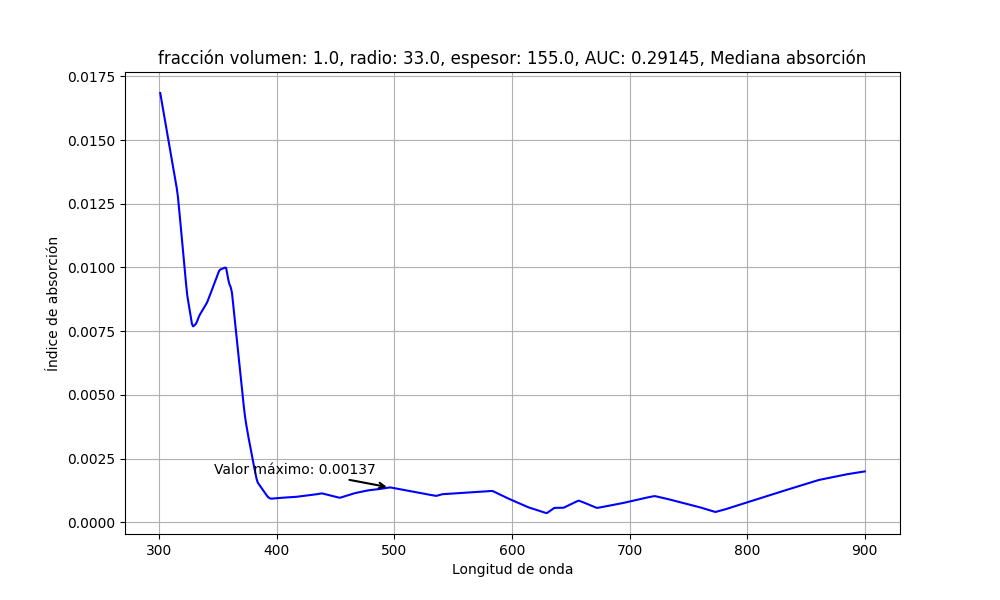 fracción volumen: 1.0, radio: 33.0, espesor: 155.0, AUC: 0.29145, Mediana absorción
Índice de absorción
0.0175
0.0150
0.0125
0.0100
0.0075
0.0050
0.0025
0.0000
Valor máximo: 0.00137
300 400 500 600 700 800 900
Longitud de onda